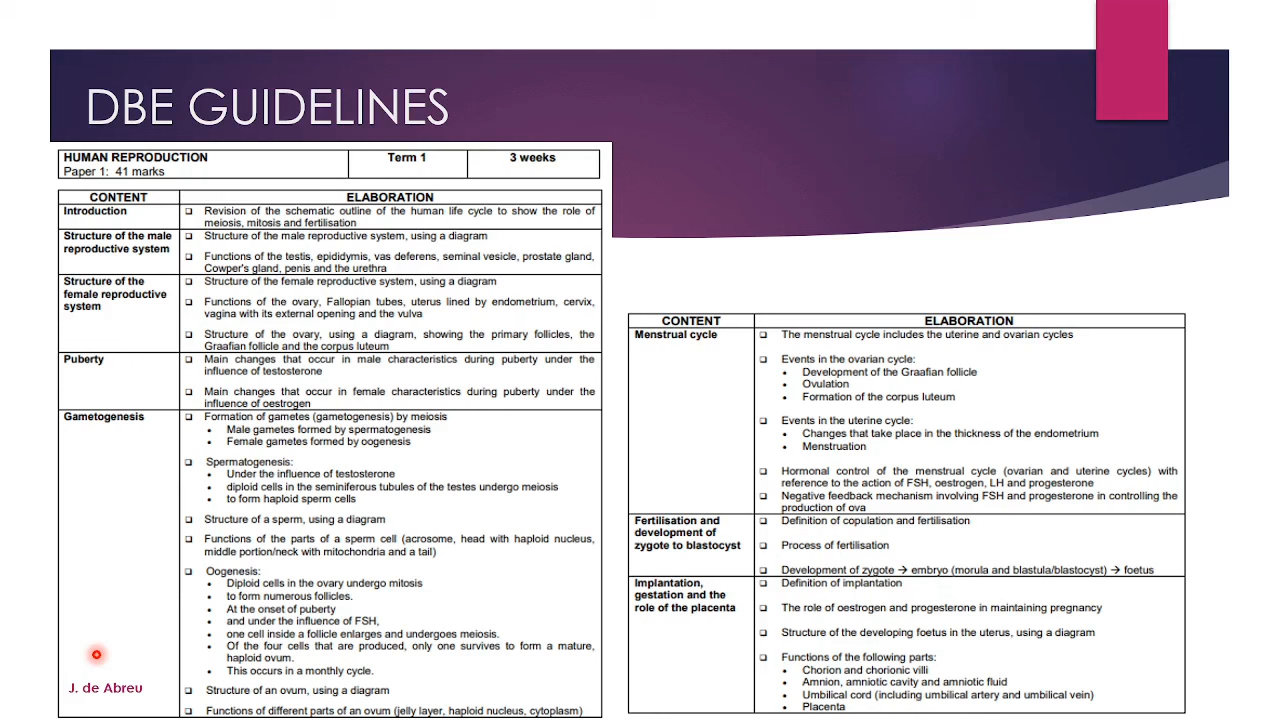 DBE GUIDELINES
HUMAN REPRODUCTION
Paper 1: 41 marks
Term 1
3 weeks
CONTENT
ELABORATION
Introduction
❑ Revision of the schematic outline of the human life cycle to show the role of
meiosis, mitosis and fertilisation
Structure of the male
reproductive system
❑ Structure of the male reproductive system, using a diagram
❑ Functions of the testis, epididymis, vas deferens, seminal vesicle, prostate gland,
Cowper's gland, penis and the urethra
Structure of the
female reproductive
system
❑ Structure of the female reproductive system, using a diagram
❑ Functions of the ovary, Fallopian tubes, uterus lined by endometrium, cervix,
vagina with its external opening and the vulva
❑ Structure of the ovary, using a diagram, showing the primary follicles, the
Graafian follicle and the corpus luteum
Puberty
❑ Main changes that occur in male characteristics during puberty under the
influence of testosterone
❑ Main changes that occur in female characteristics during puberty under the
influence of oestrogen
Gametogenesis
❑ Formation of gametes (gametogenesis) by meiosis
• Male gametes formed by spermatogenesis
• Female gametes formed by oogenesis
❑ Spermatogenesis:
• Under the influence of testosterone
• diploid cells in the seminiferous tubules of the testes undergo meiosis
• to form haploid sperm cells
❑ Structure of a sperm, using a diagram
❑ Functions of the parts of a sperm cell (acrosome, head with haploid nucleus,
middle portion/neck with mitochondria and a tail)
❑ Oogenesis:
• Diploid cells in the ovary undergo mitosis
• to form numerous follicles.
• At the onset of puberty
• and under the influence of FSH,
• one cell inside a follicle enlarges and undergoes meiosis.
• Of the four cells that are produced, only one survives to form a mature,
haploid ovum.
• This occurs in a monthly cycle.
❑ Structure of an ovum, using a diagram
❑ Functions of different parts of an ovum (jelly layer, haploid nucleus, cytoplasm)
J. de Abreu
CONTENT
ELABORATION
Menstrual cycle
❑ The menstrual cycle includes the uterine and ovarian cycles
❑ Events in the ovarian cycle:
• Development of the Graafian follicle
• Ovulation
• Formation of the corpus luteum
❑ Events in the uterine cycle:
• Changes that take place in the thickness of the endometrium
• Menstruation
❑ Hormonal control of the menstrual cycle (ovarian and uterine cycles) with
reference to the action of FSH, oestrogen, LH and progesterone
❑ Negative feedback mechanism involving FSH and progesterone in controlling the
production of ova
Fertilisation and
development of
zygote to blastocyst
❑ Definition of copulation and fertilisation
❑ Process of fertilisation
❑ Development of zygote → embryo (morula and blastula/blastocyst) → foetus
Implantation,
gestation and the
role of the placenta
❑ Definition of implantation
❑ The role of oestrogen and progesterone in maintaining pregnancy
❑ Structure of the developing foetus in the uterus, using a diagram
❑ Functions of the following parts:
• Chorion and chorionic villi
• Amnion, amniotic cavity and amniotic fluid
• Umbilical cord (including umbilical artery and umbilical vein)
• Placenta